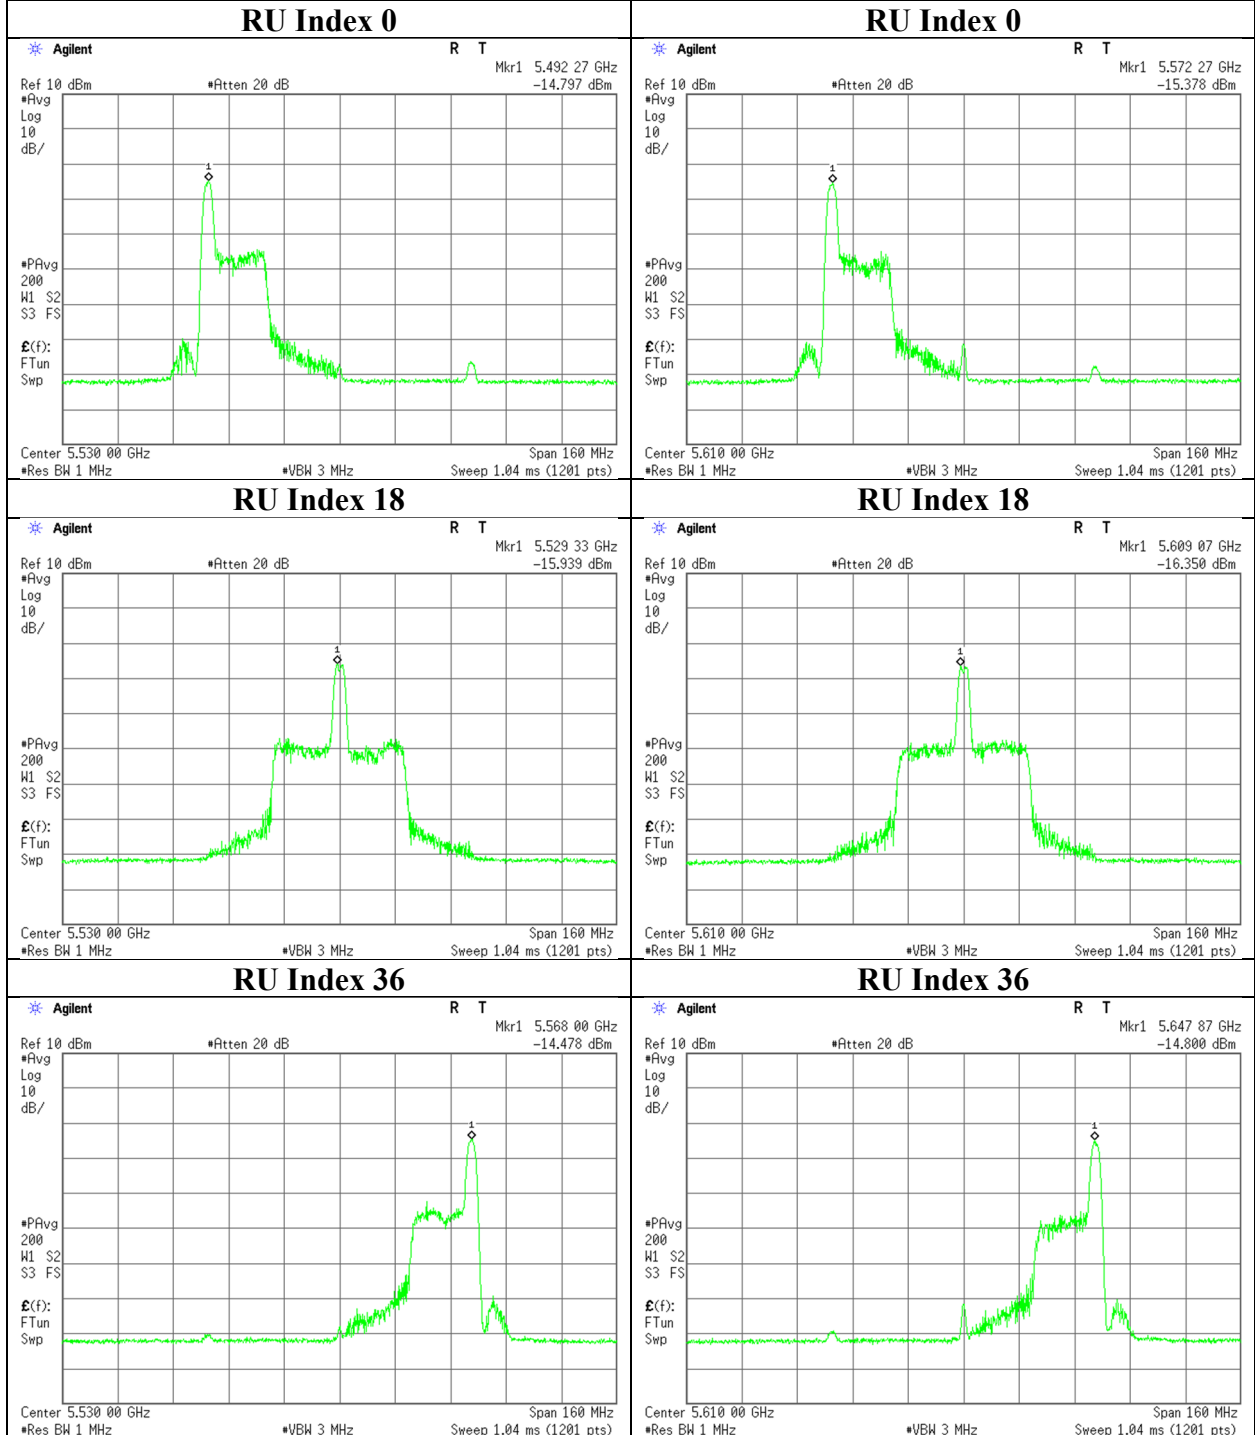 RU Index 0
Agilent R T
Mkr1 5.492 27 GHz
Ref 10 dBm #Atten 20 dB -14.797 dBm
#Avg
Log
10
dB/
1
#PAvg
200
W1 S2
S3 FS
£(f):
FTun
Swp
Center 5.530 00 GHz Span 160 MHz
#Res BW 1 MHz #VBW 3 MHz Sweep 1.04 ms (1201 pts)
RU Index 0
Agilent R T
Mkr1 5.572 27 GHz
Ref 10 dBm #Atten 20 dB -15.378 dBm
#Avg
Log
10
dB/
1
#PAvg
200
W1 S2
S3 FS
£(f):
FTun
Swp
Center 5.610 00 GHz Span 160 MHz
#Res BW 1 MHz #VBW 3 MHz Sweep 1.04 ms (1201 pts)
RU Index 18
Agilent R T
Mkr1 5.529 33 GHz
Ref 10 dBm #Atten 20 dB -15.939 dBm
#Avg
Log
10
dB/
1
#PAvg
200
W1 S2
S3 FS
£(f):
FTun
Swp
Center 5.530 00 GHz Span 160 MHz
#Res BW 1 MHz #VBW 3 MHz Sweep 1.04 ms (1201 pts)
RU Index 18
Agilent R T
Mkr1 5.609 07 GHz
Ref 10 dBm #Atten 20 dB -16.350 dBm
#Avg
Log
10
dB/
1
#PAvg
200
W1 S2
S3 FS
£(f):
FTun
Swp
Center 5.610 00 GHz Span 160 MHz
#Res BW 1 MHz #VBW 3 MHz Sweep 1.04 ms (1201 pts)
RU Index 36
Agilent R T
Mkr1 5.568 00 GHz
Ref 10 dBm #Atten 20 dB -14.478 dBm
#Avg
Log
10
dB/
1
#PAvg
200
W1 S2
S3 FS
£(f):
FTun
Swp
Center 5.530 00 GHz Span 160 MHz
#Res BW 1 MHz #VBW 3 MHz Sweep 1.04 ms (1201 pts)
RU Index 36
Agilent R T
Mkr1 5.647 87 GHz
Ref 10 dBm #Atten 20 dB -14.800 dBm
#Avg
Log
10
dB/
1
#PAvg
200
W1 S2
S3 FS
£(f):
FTun
Swp
Center 5.610 00 GHz Span 160 MHz
#Res BW 1 MHz #VBW 3 MHz Sweep 1.04 ms (1201 pts)